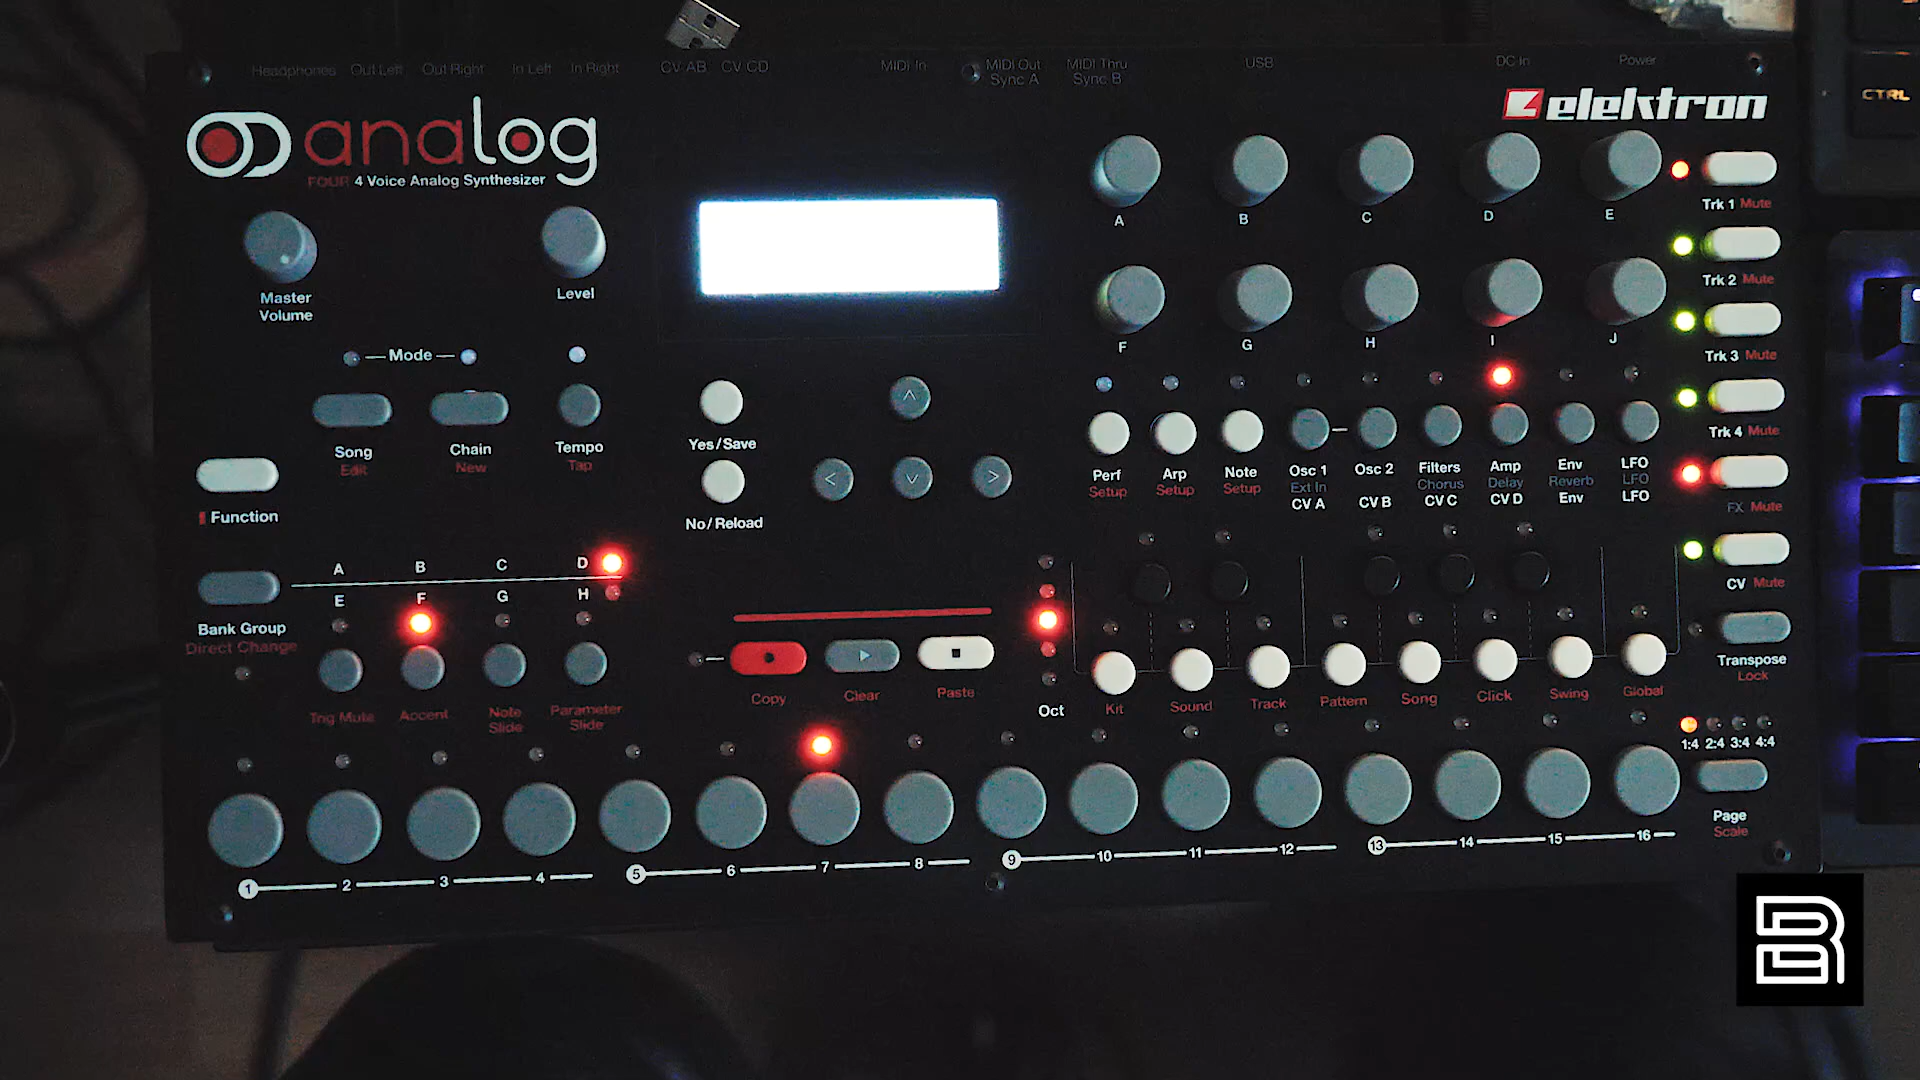 Headphones Out Left Out Right In Left In Right CV AB CV CD MIDI In MIDI Out MIDI Thru USB DC In Power
Sync A Sync B
analog
elektron
CTRL
FOUR 4 Voice Analog Synthesizer
Master
Volume
Level
A B C D E
F G H I J
Trk 1 Mute
Trk 2 Mute
Trk 3 Mute
Trk 4 Mute
FX Mute
CV Mute
Mode
Song
Edit
Chain
New
Tempo
Tap
Function
Yes/Save
No/Reload
Perf
Setup
Arp
Setup
Note
Setup
Osc 1
Ext In
CV A
Osc 2
CV B
Filters
Chorus
CV C
Amp
Delay
CV D
Env
Reverb
Env
LFO
LFO
LFO
A B C D
E F G H
Bank Group
Direct Change
Trig Mute
Accent
Note
Slide
Parameter
Slide
Copy
Clear
Paste
Oct
Kit
Sound
Track
Pattern
Song
Click
Swing
Global
Transpose
Lock
1:4 2:4 3:4 4:4
Page
Scale
1 2 3 4 5 6 7 8 9 10 11 12 13 14 15 16